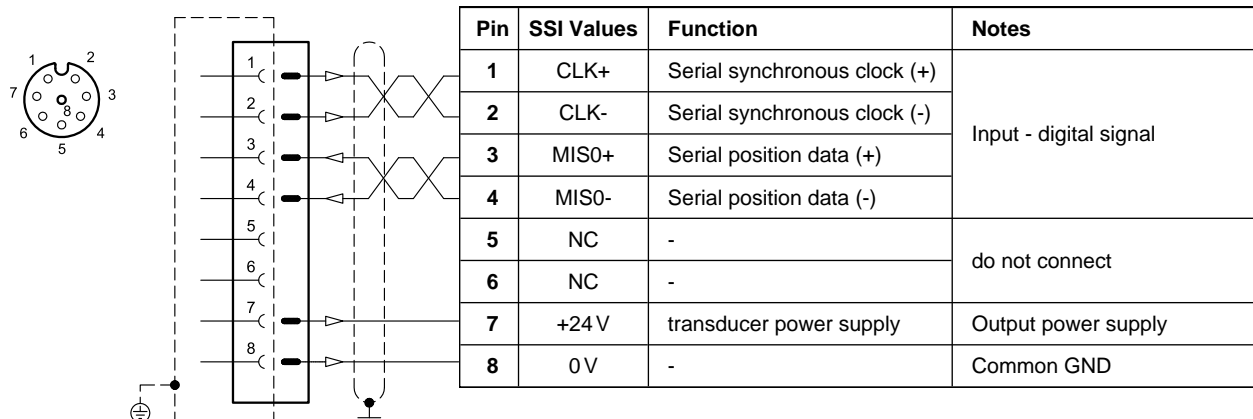 1 2
7 3
8
6 4
5
1
2
3
4
5
6
7
8
Pin SSI Values Function Notes
1 CLK+ Serial synchronous clock (+)
2 CLK- Serial synchronous clock (-)
Input - digital signal
3 MIS0+ Serial position data (+)
4 MIS0- Serial position data (-)
5 NC -
do not connect
6 NC -
7 +24 V transducer power supply Output power supply
8 0 V - Common GND